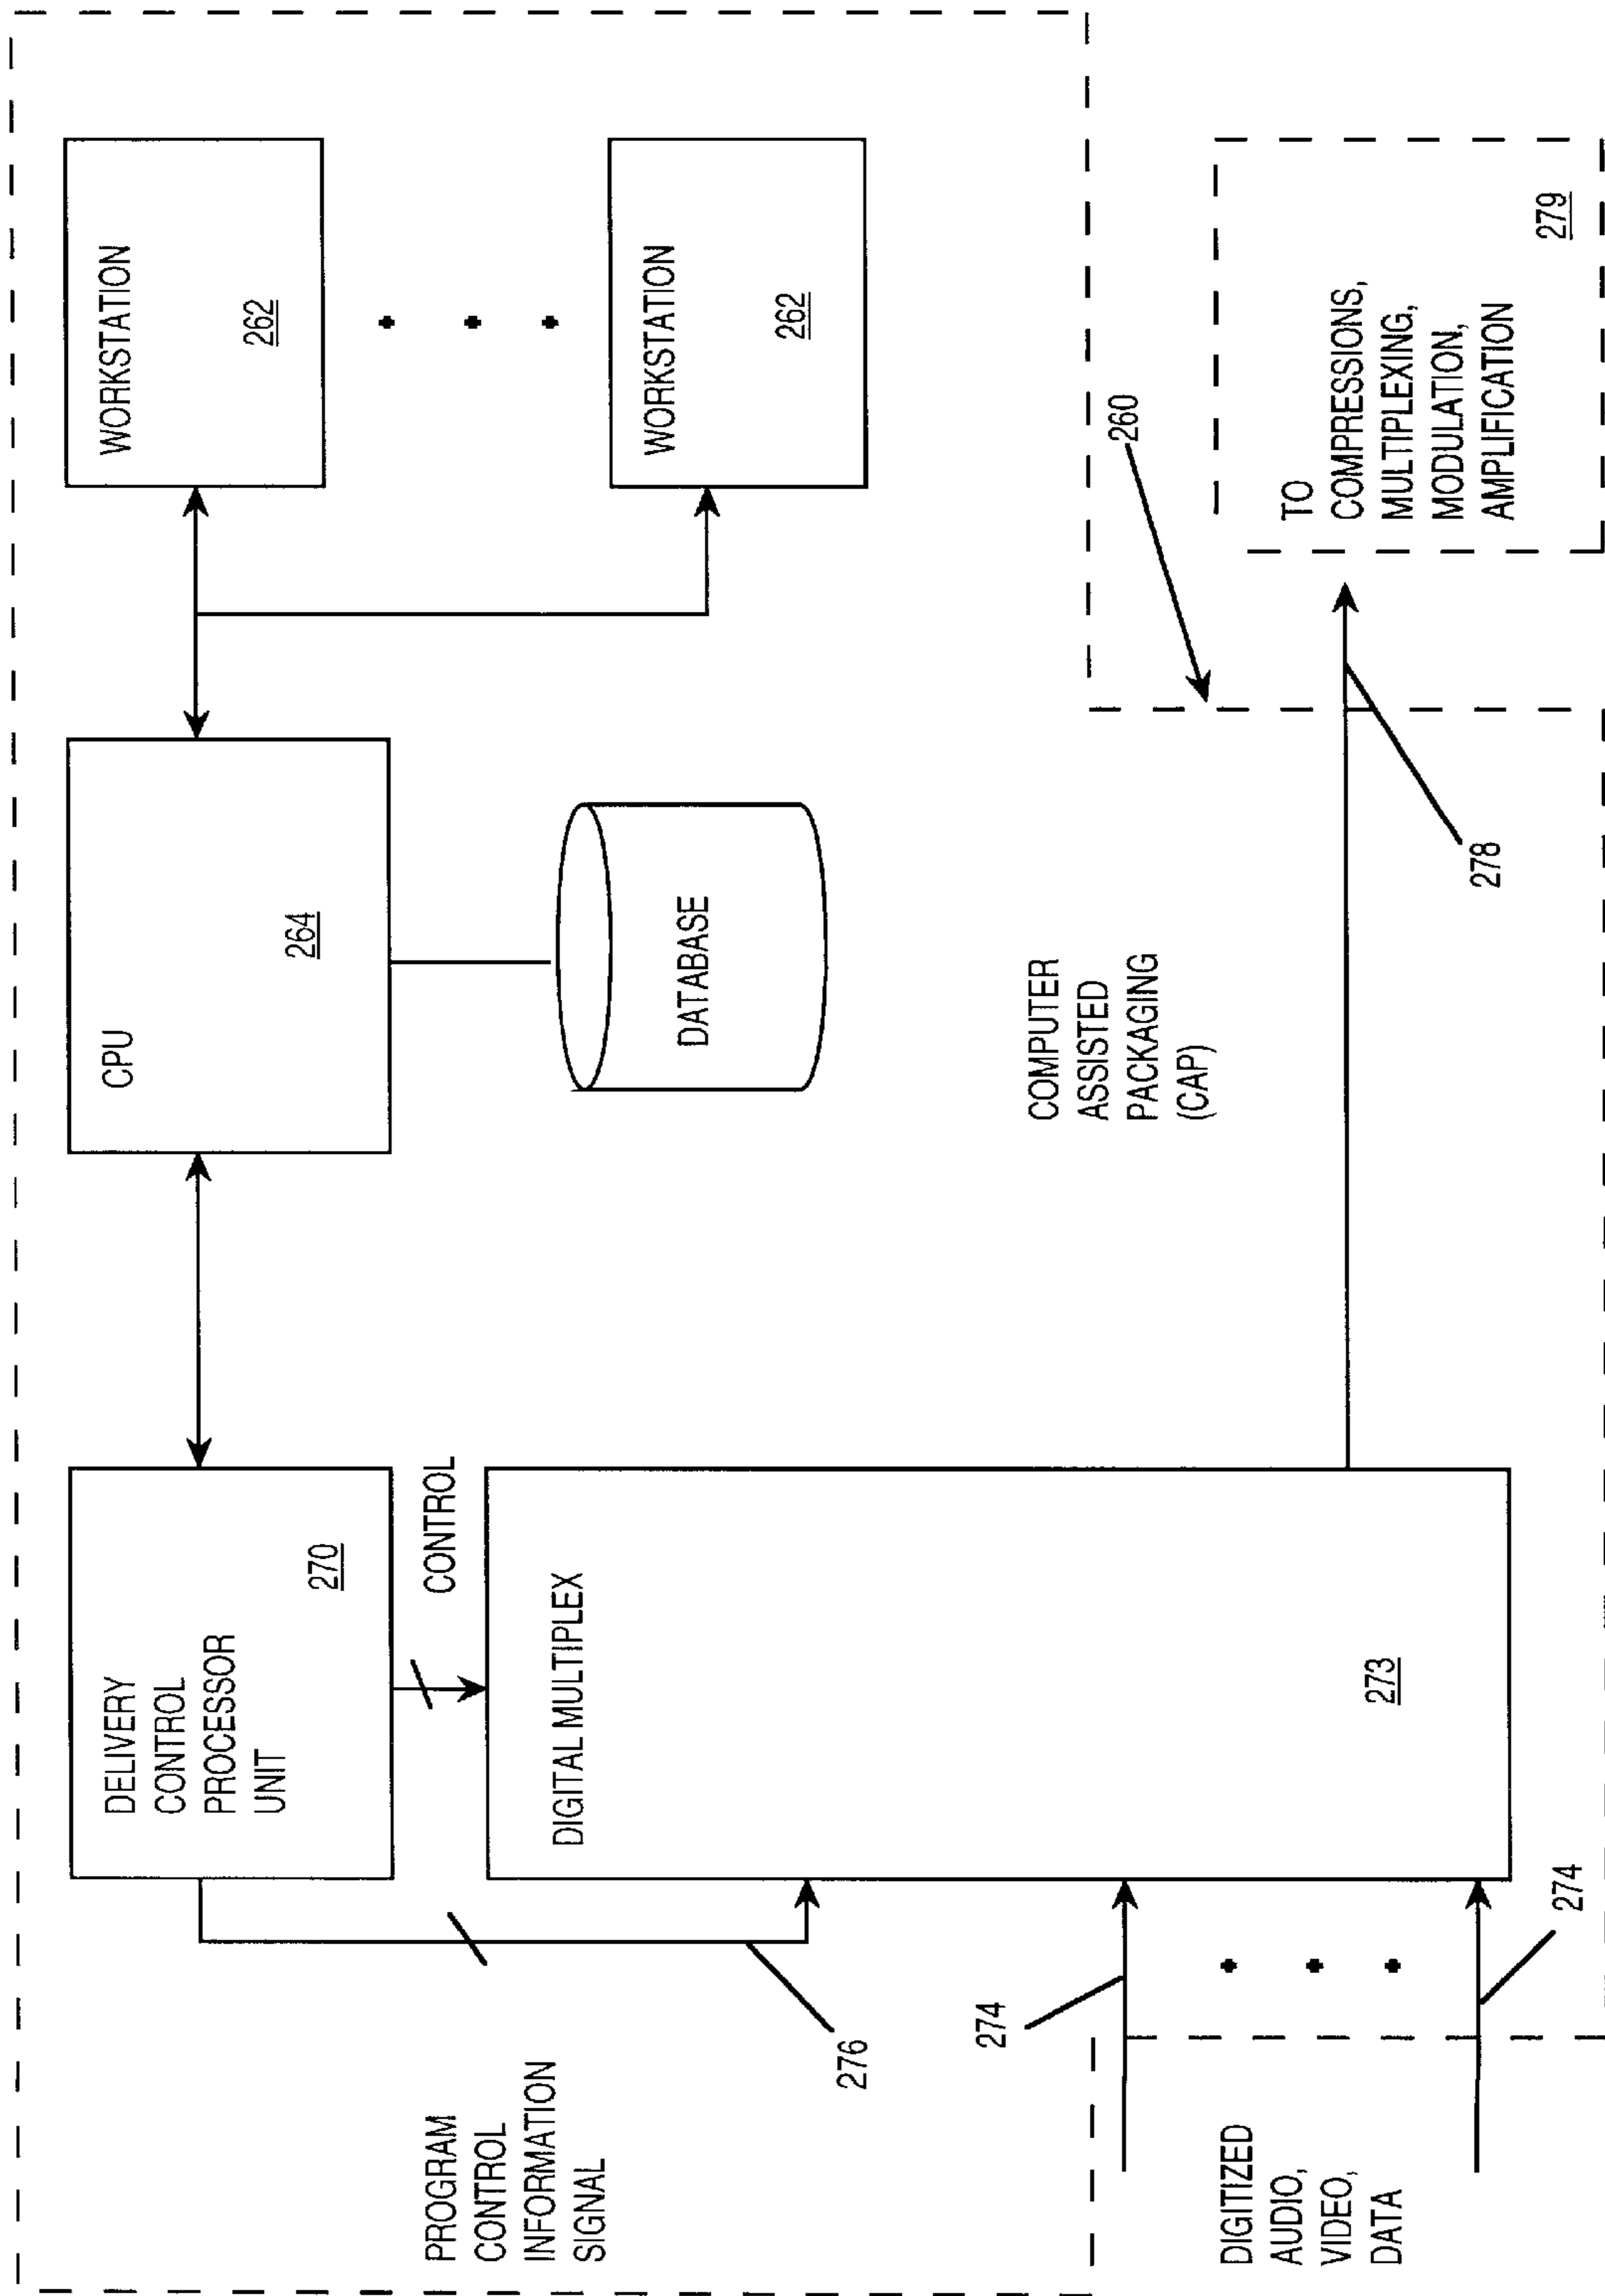 DELIVERY
CONTROL
PROCESSOR
UNIT
270
CPU
264
WORKSTATION
262
WORKSTATION
262
DATABASE
CONTROL
PROGRAM
CONTROL
INFORMATION
SIGNAL
276
DIGITAL MULTIPLEX
273
COMPUTER
ASSISTED
PACKAGING
(CAP)
260
274
274
DIGITIZED
AUDIO,
VIDEO,
DATA
278
TO
COMPRESSIONS,
MULTIPLEXING,
MODULATION,
AMPLIFICATION
279